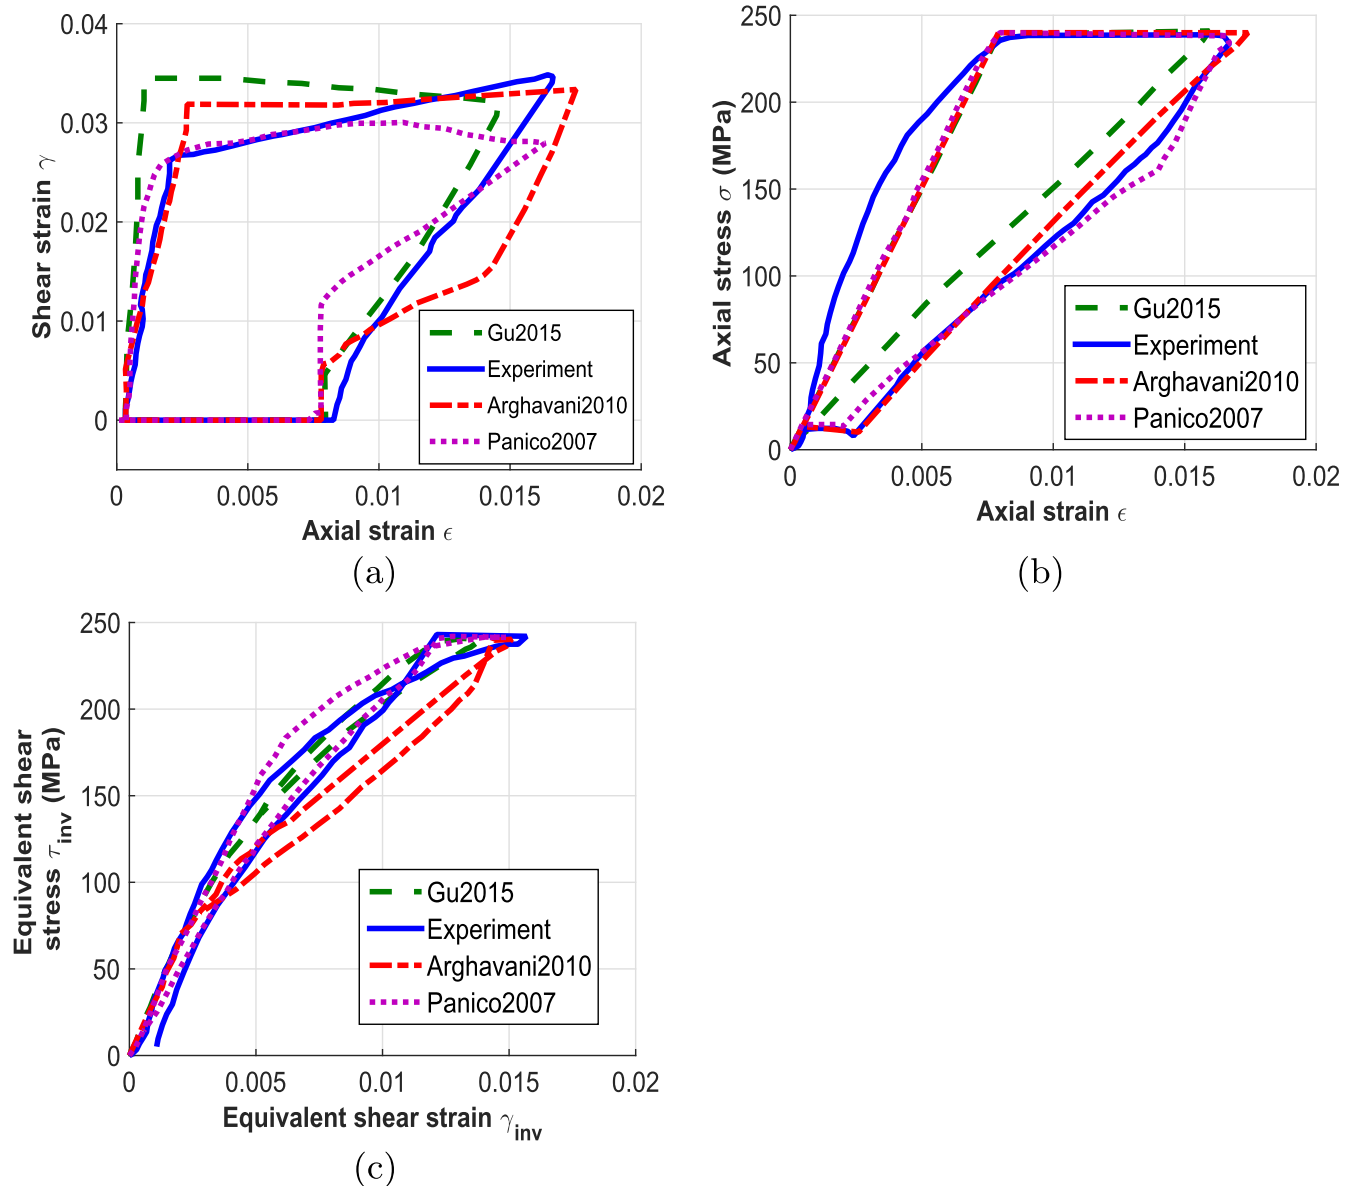 0.04
0.03
0.02
0.01
0
Shear strain γ
0 0.005 0.01 0.015 0.02
Axial strain ϵ
Gu2015
Experiment
Arghavani2010
Panico2007
(a)
250
200
150
100
50
0
Axial stress σ (MPa)
0 0.005 0.01 0.015 0.02
Axial strain ϵ
Gu2015
Experiment
Arghavani2010
Panico2007
(b)
250
200
150
100
50
0
Equivalent shear
stress τinv (MPa)
0 0.005 0.01 0.015 0.02
Equivalent shear strain γinv
Gu2015
Experiment
Arghavani2010
Panico2007
(c)